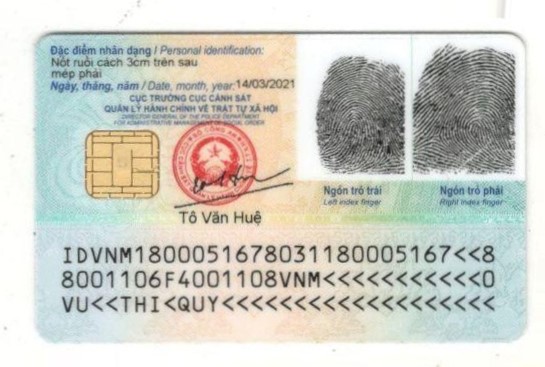 Đặc điểm nhân dạng / Personal identification:
Nốt ruồi cách 3cm trên sau
mép phải
Ngày, tháng, năm / Date, month, year: 14/03/2021
CỤC TRƯỞNG CỤC CẢNH SÁT
QUẢN LÝ HÀNH CHÍNH VỀ TRẬT TỰ XÃ HỘI
DIRECTOR GENERAL OF THE POLICE DEPARTMENT
FOR ADMINISTRATIVE MANAGEMENT OF SOCIAL ORDER
Tô Văn Huệ
Ngón trỏ trái
Left index finger
Ngón trỏ phải
Right index finger
IDVNM1800051678031180005167<<8
8001106F4001108VNM<<<<<<<<<<<0
VU<<THI<QUY<<<<<<<<<<<<<<<<<<<